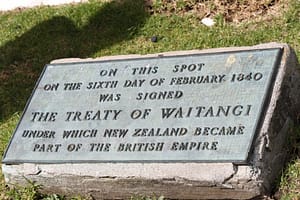 ON THIS SPOT
ON THE SIXTH DAY OF FEBRUARY 1840
WAS SIGNED
THE TREATY OF WAITANGI
UNDER WHICH NEW ZEALAND BECAME
PART OF THE BRITISH EMPIRE